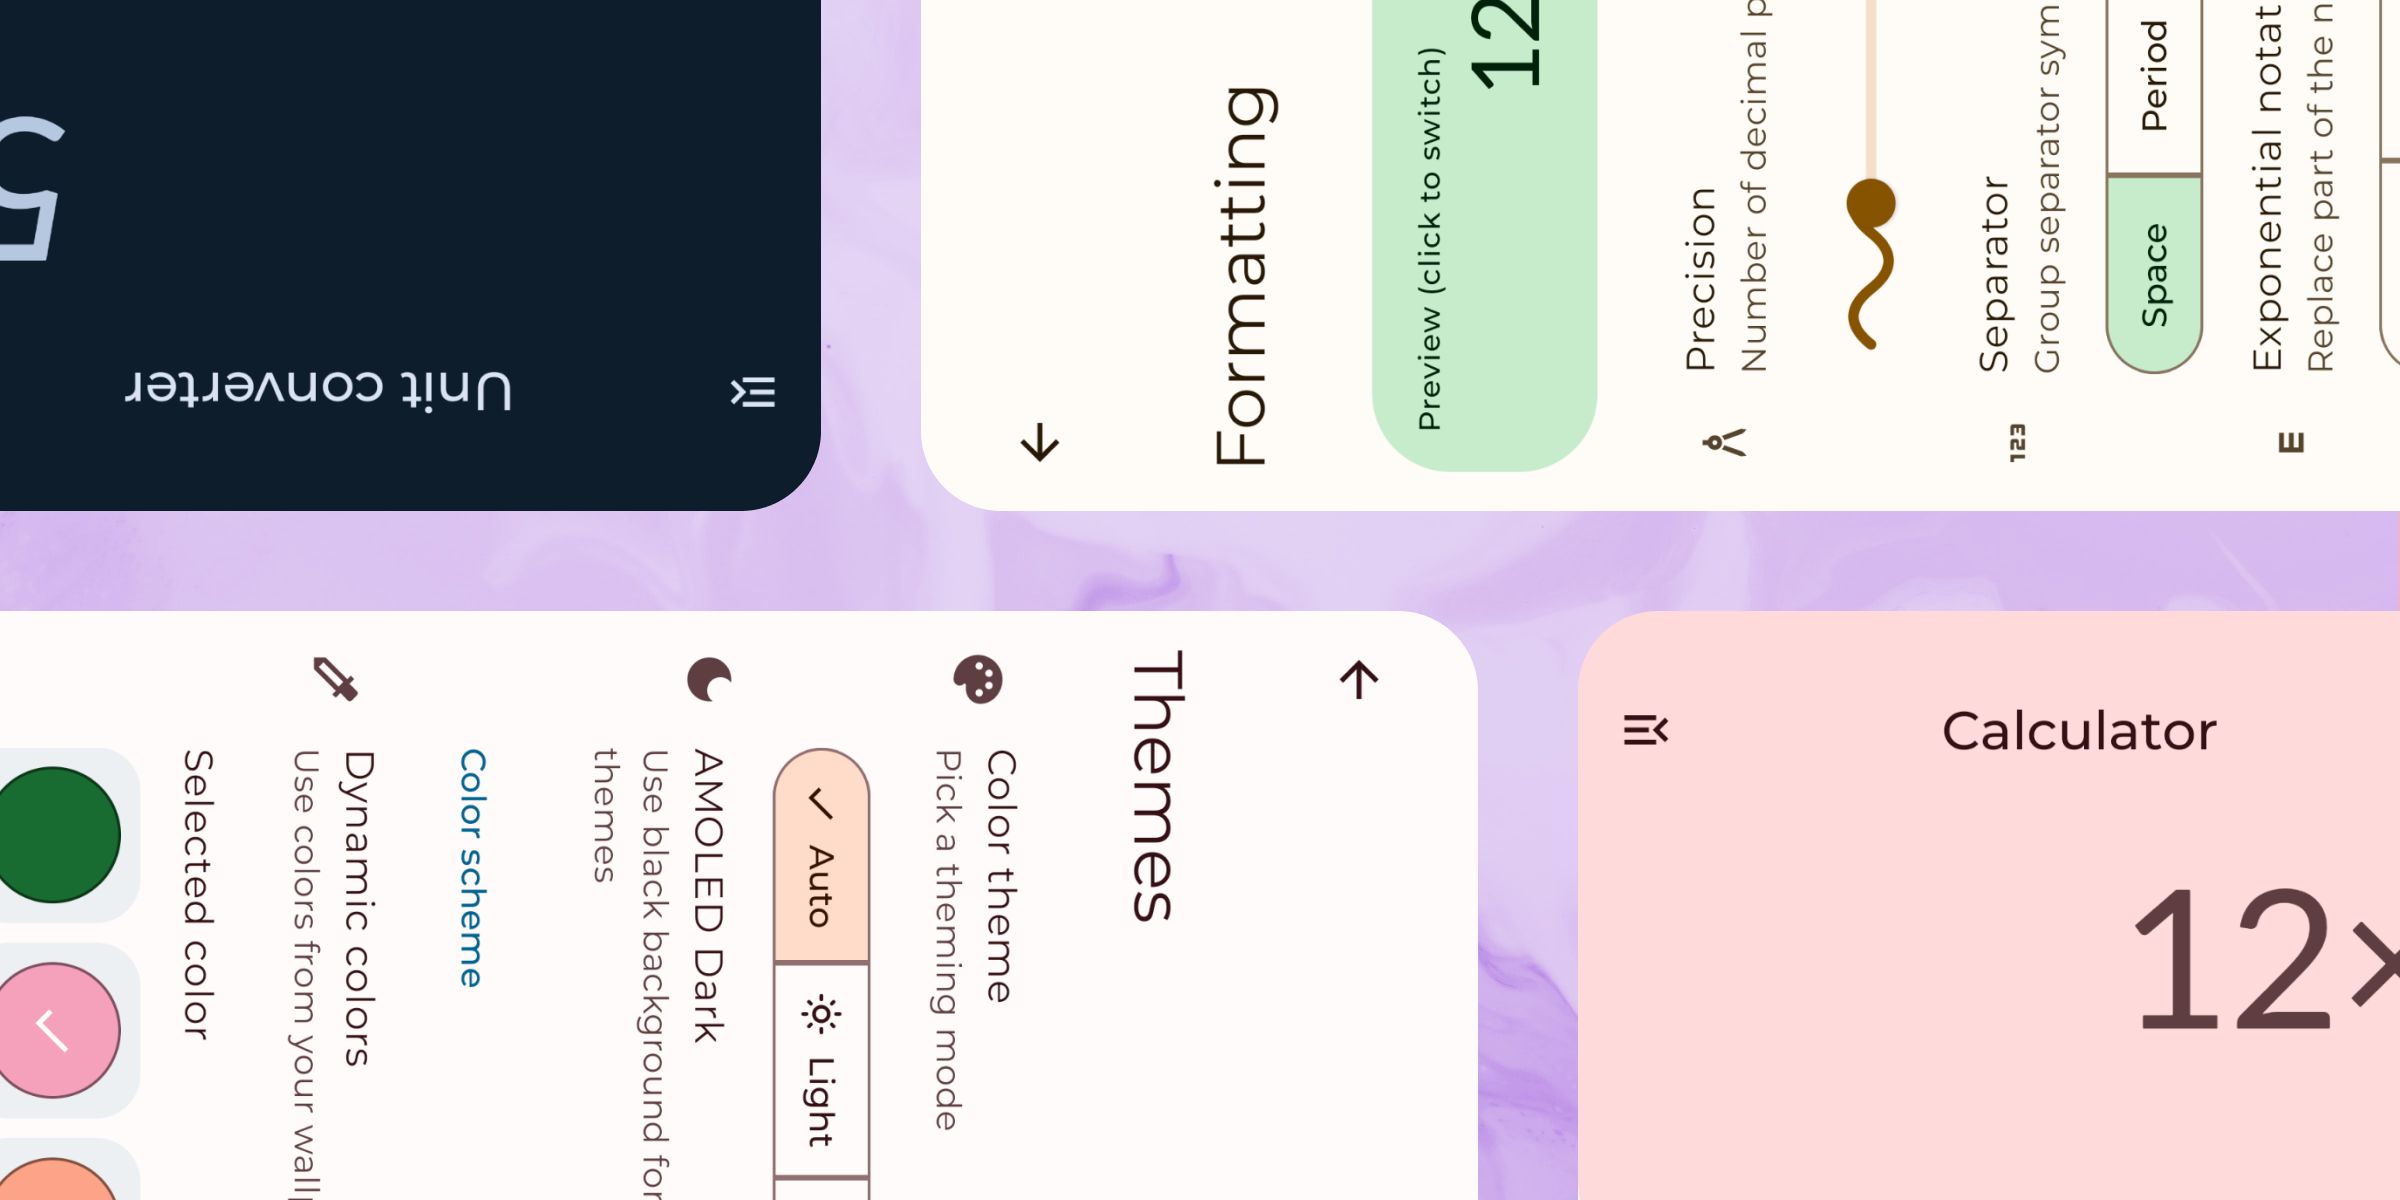 Unit converter
5
Formatting
Preview (click to switch)
12
Precision
Number of decimal p
Separator
Group separator sym
Space
Period
123
Exponential notat
Replace part of the n
E
Themes
Color theme
Pick a theming mode
Auto
Light
AMOLED Dark
Use black background for
themes
Color scheme
Dynamic colors
Use colors from your wall
Selected color
Calculator
12×